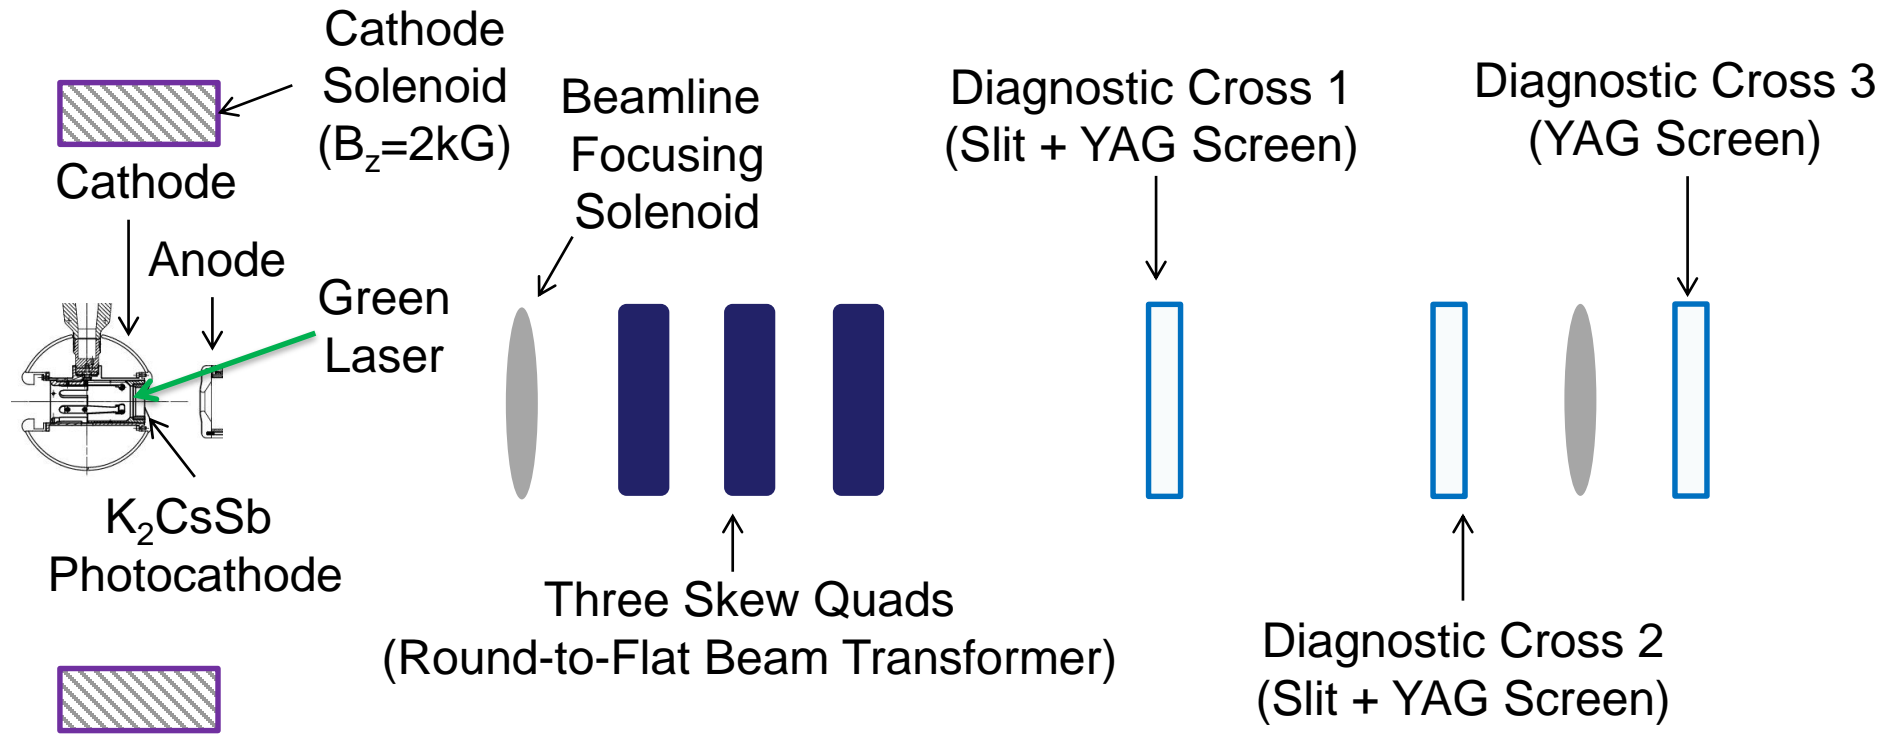 Cathode
Solenoid
(B₂=2kG)
Cathode
Anode
Green
Laser
K₂CsSb
Photocathode
Beamline
Focusing
Solenoid
Three Skew Quads
(Round-to-Flat Beam Transformer)
Diagnostic Cross 1
(Slit + YAG Screen)
Diagnostic Cross 2
(Slit + YAG Screen)
Diagnostic Cross 3
(YAG Screen)